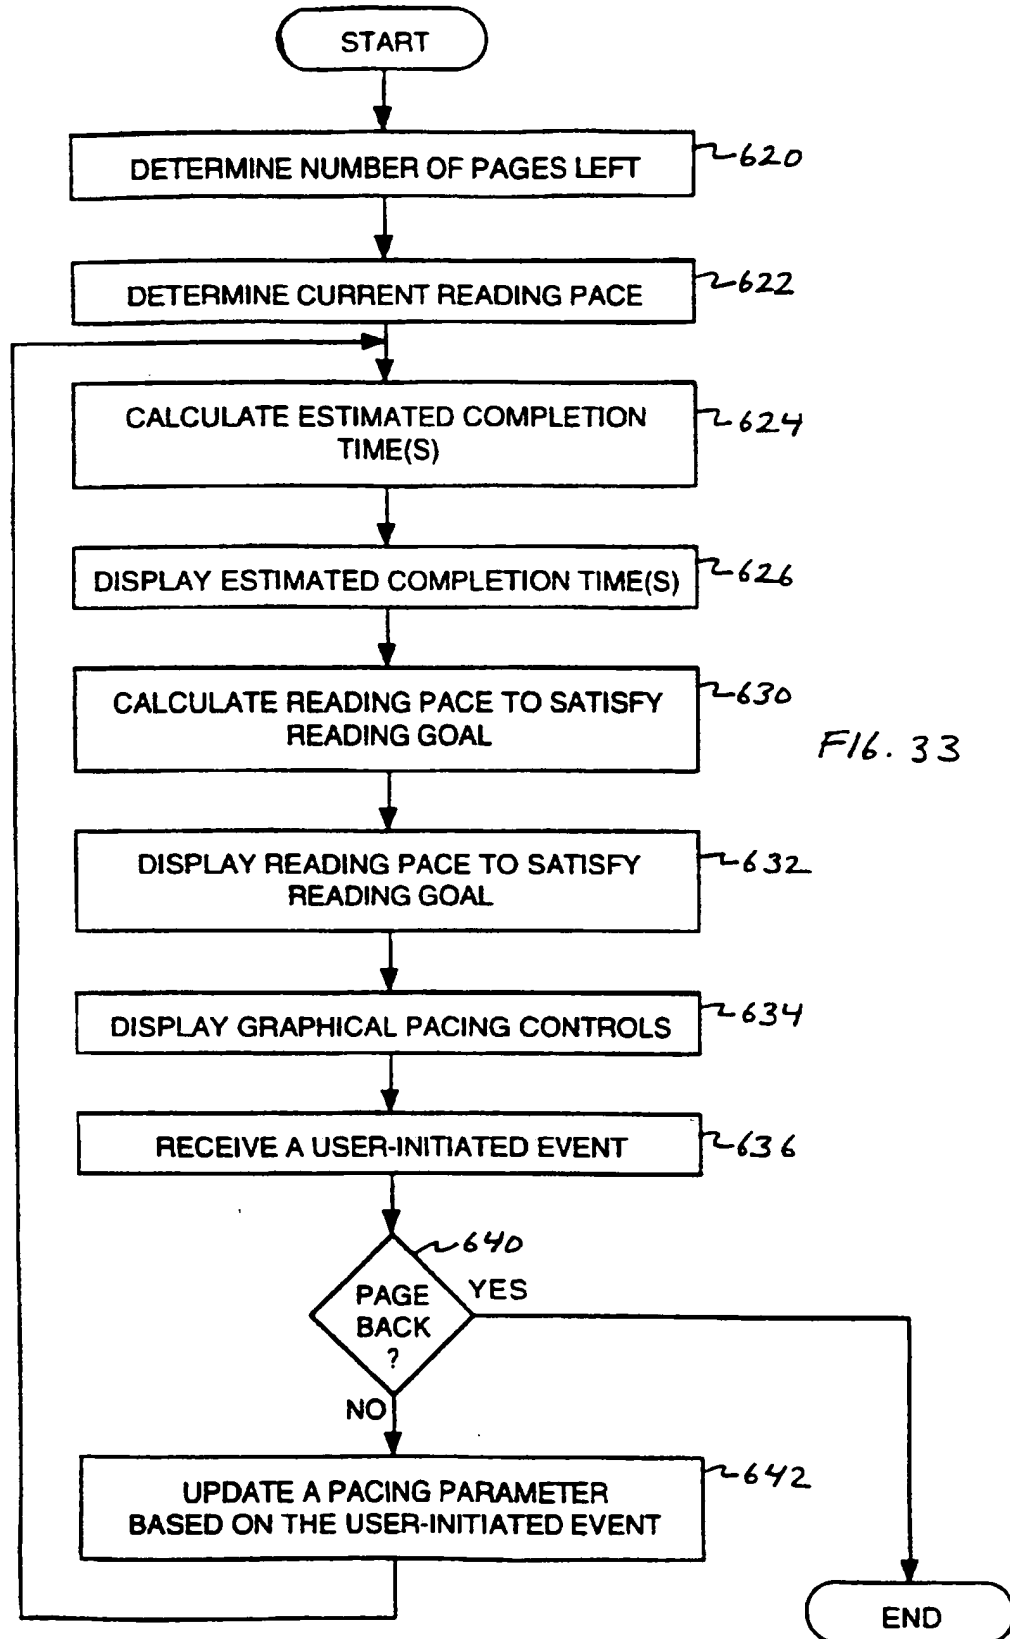 START
DETERMINE NUMBER OF PAGES LEFT
620
DETERMINE CURRENT READING PACE
622
CALCULATE ESTIMATED COMPLETION
TIME(S)
624
DISPLAY ESTIMATED COMPLETION TIME(S)
626
CALCULATE READING PACE TO SATISFY
READING GOAL
630
FIG. 33
DISPLAY READING PACE TO SATISFY
READING GOAL
632
DISPLAY GRAPHICAL PACING CONTROLS
634
RECEIVE A USER-INITIATED EVENT
636
640
PAGE
BACK
?
YES
NO
UPDATE A PACING PARAMETER
BASED ON THE USER-INITIATED EVENT
642
END